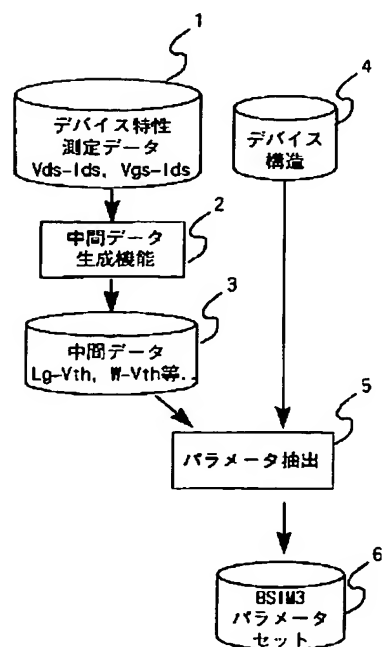 1
デバイス特性
測定データ
Vds-Ids, Vgs-Ids
4
デバイス
構造
2
中間データ
生成機能
3
中間データ
Lg-Vth, W-Vth等..
5
パラメータ抽出
6
BSIM3
パラメータ
セット